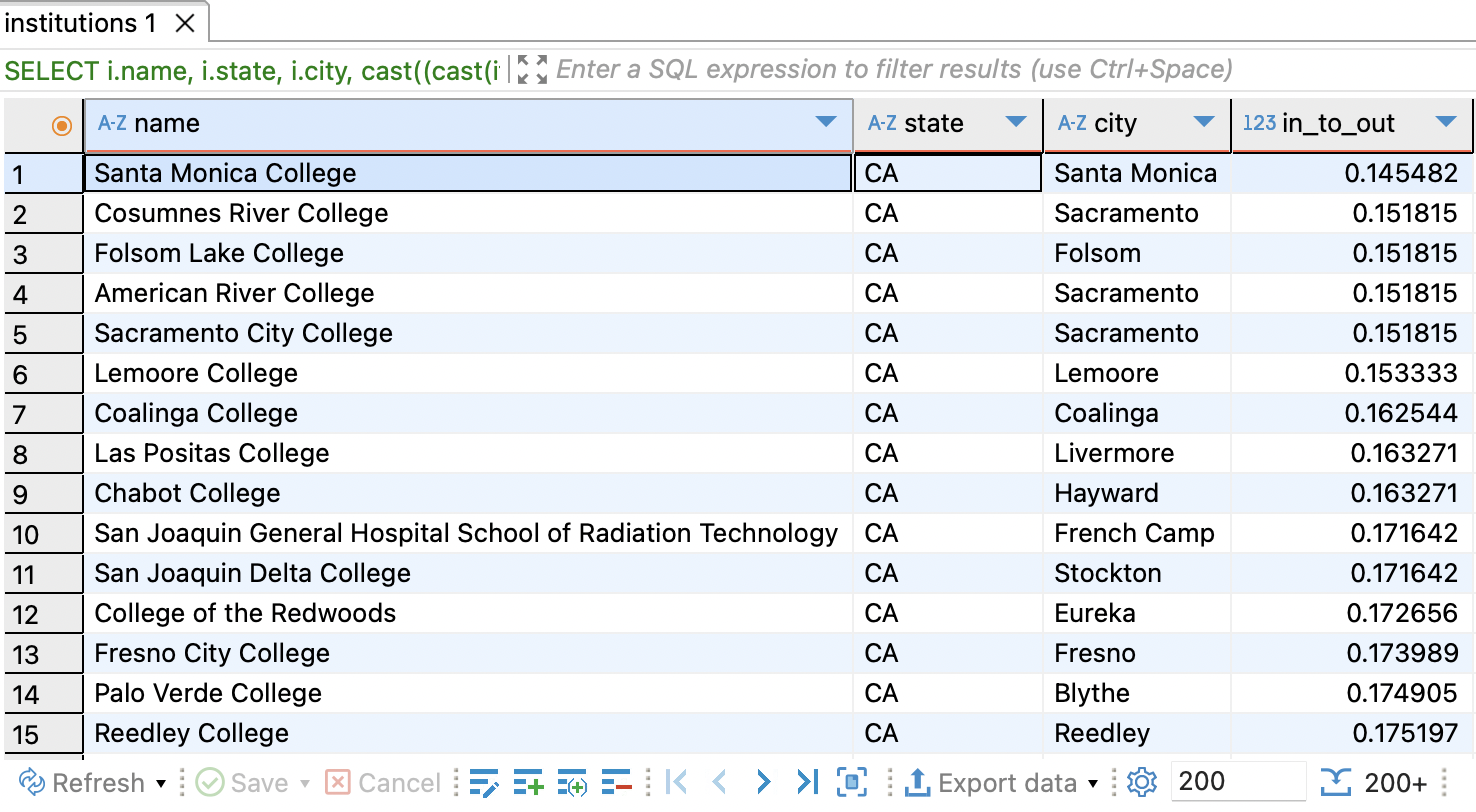 institutions 1
SELECT i.name, i.state, i.city, cast((cast(i Enter a SQL expression to filter results (use Ctrl+Space)
A-Z name A-Z state A-Z city 123 in_to_out
1 Santa Monica College CA Santa Monica 0.145482
2 Cosumnes River College CA Sacramento 0.151815
3 Folsom Lake College CA Folsom 0.151815
4 American River College CA Sacramento 0.151815
5 Sacramento City College CA Sacramento 0.151815
6 Lemoore College CA Lemoore 0.153333
7 Coalinga College CA Coalinga 0.162544
8 Las Positas College CA Livermore 0.163271
9 Chabot College CA Hayward 0.163271
10 San Joaquin General Hospital School of Radiation Technology CA French Camp 0.171642
11 San Joaquin Delta College CA Stockton 0.171642
12 College of the Redwoods CA Eureka 0.172656
13 Fresno City College CA Fresno 0.173989
14 Palo Verde College CA Blythe 0.174905
15 Reedley College CA Reedley 0.175197
Refresh Save Cancel Export data 200 200+